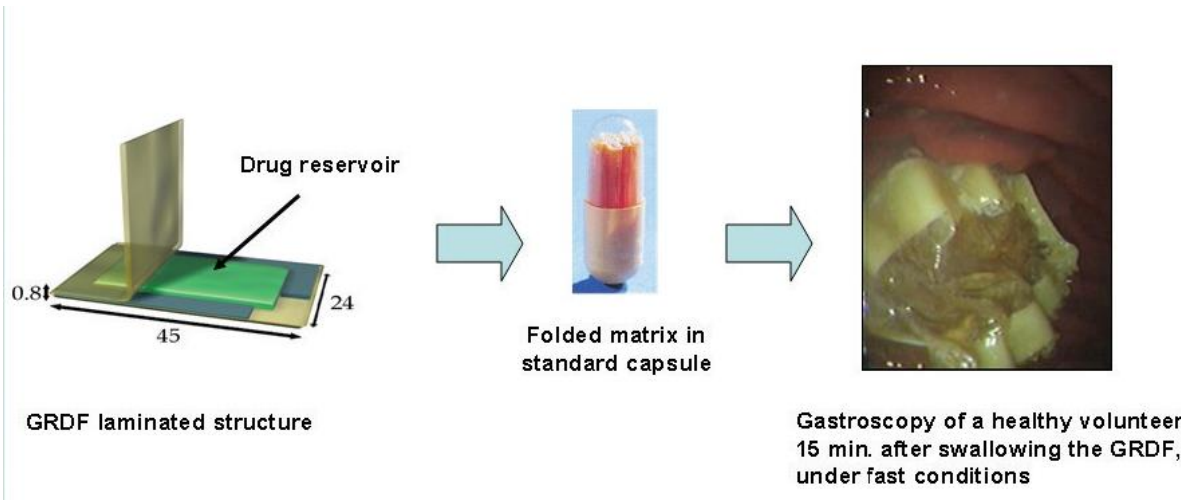 Drug reservoir
0.8
24
45
GRDF laminated structure
Folded matrix in
standard capsule
Gastroscopy of a healthy volunteer
15 min. after swallowing the GRDF,
under fast conditions